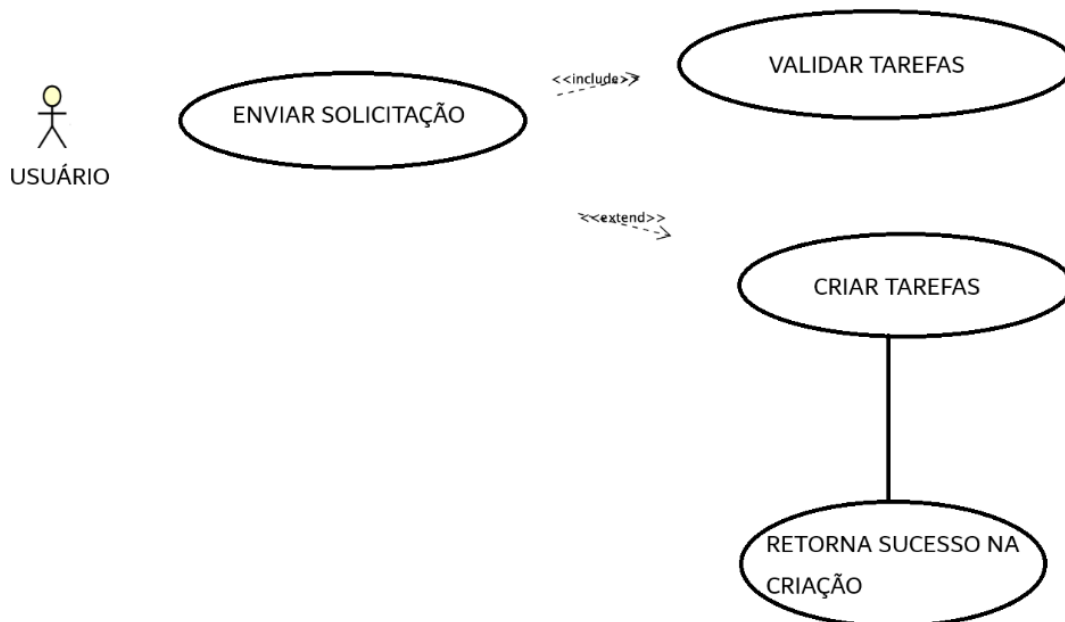 VALIDAR TAREFAS
<<include>>
ENVIAR SOLICITAÇÃO
USUÁRIO
<<extend>>
CRIAR TAREFAS
RETORNA SUCESSO NA
CRIAÇÃO